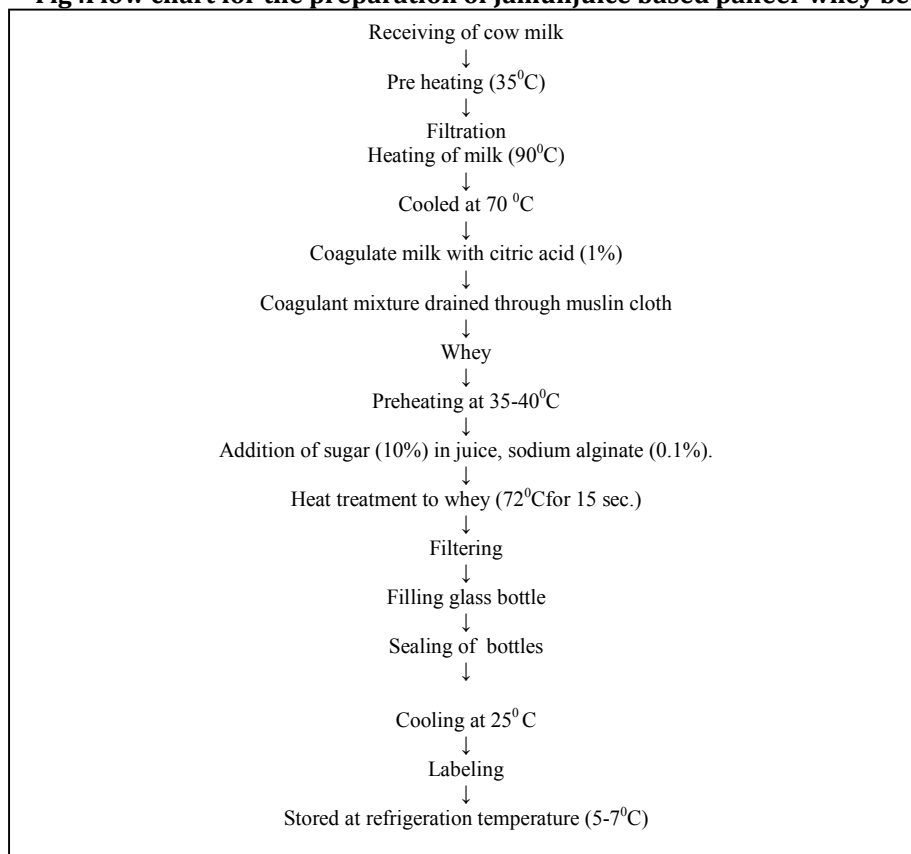 Receiving of cow milk
↓
Pre heating (35⁰C)
↓
Filtration
Heating of milk (90⁰C)
↓
Cooled at 70 ⁰C
↓
Coagulate milk with citric acid (1%)
↓
Coagulant mixture drained through muslin cloth
↓
Whey
↓
Preheating at 35-40⁰C
↓
Addition of sugar (10%) in juice, sodium alginate (0.1%).
↓
Heat treatment to whey (72⁰Cfor 15 sec.)
↓
Filtering
↓
Filling glass bottle
↓
Sealing of bottles
↓
Cooling at 25⁰ C
↓
Labeling
↓
Stored at refrigeration temperature (5-7⁰C)